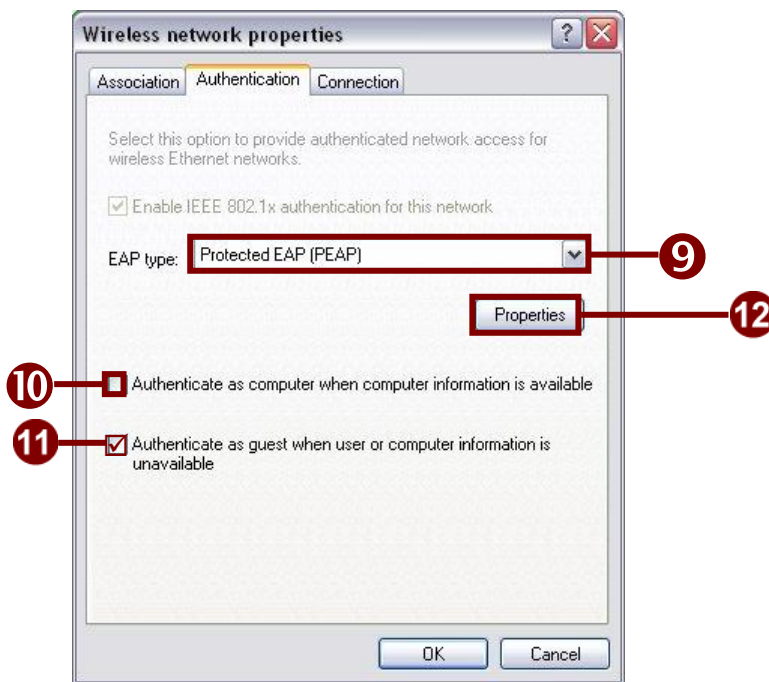 Wireless network properties
?
Association Authentication Connection
Select this option to provide authenticated network access for
wireless Ethernet networks.
Enable IEEE 802.1x authentication for this network
EAP type: Protected EAP (PEAP)
9
Properties
12
10
Authenticate as computer when computer information is available
11
Authenticate as guest when user or computer information is
unavailable
OK Cancel